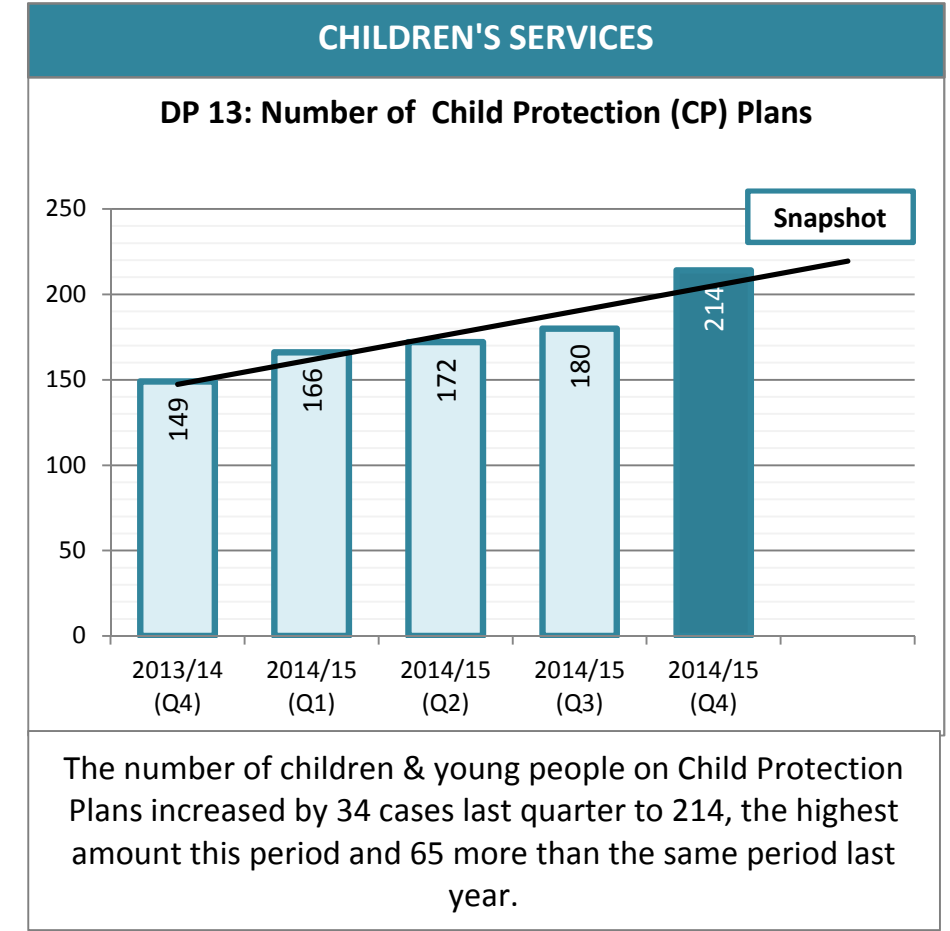 CHILDREN'S SERVICES
DP 13: Number of Child Protection (CP) Plans
Snapshot
250
200
150
100
50
0
149
166
172
180
214
2013/14 2014/15 2014/15 2014/15 2014/15
(Q4) (Q1) (Q2) (Q3) (Q4)
The number of children & young people on Child Protection
Plans increased by 34 cases last quarter to 214, the highest
amount this period and 65 more than the same period last
year.